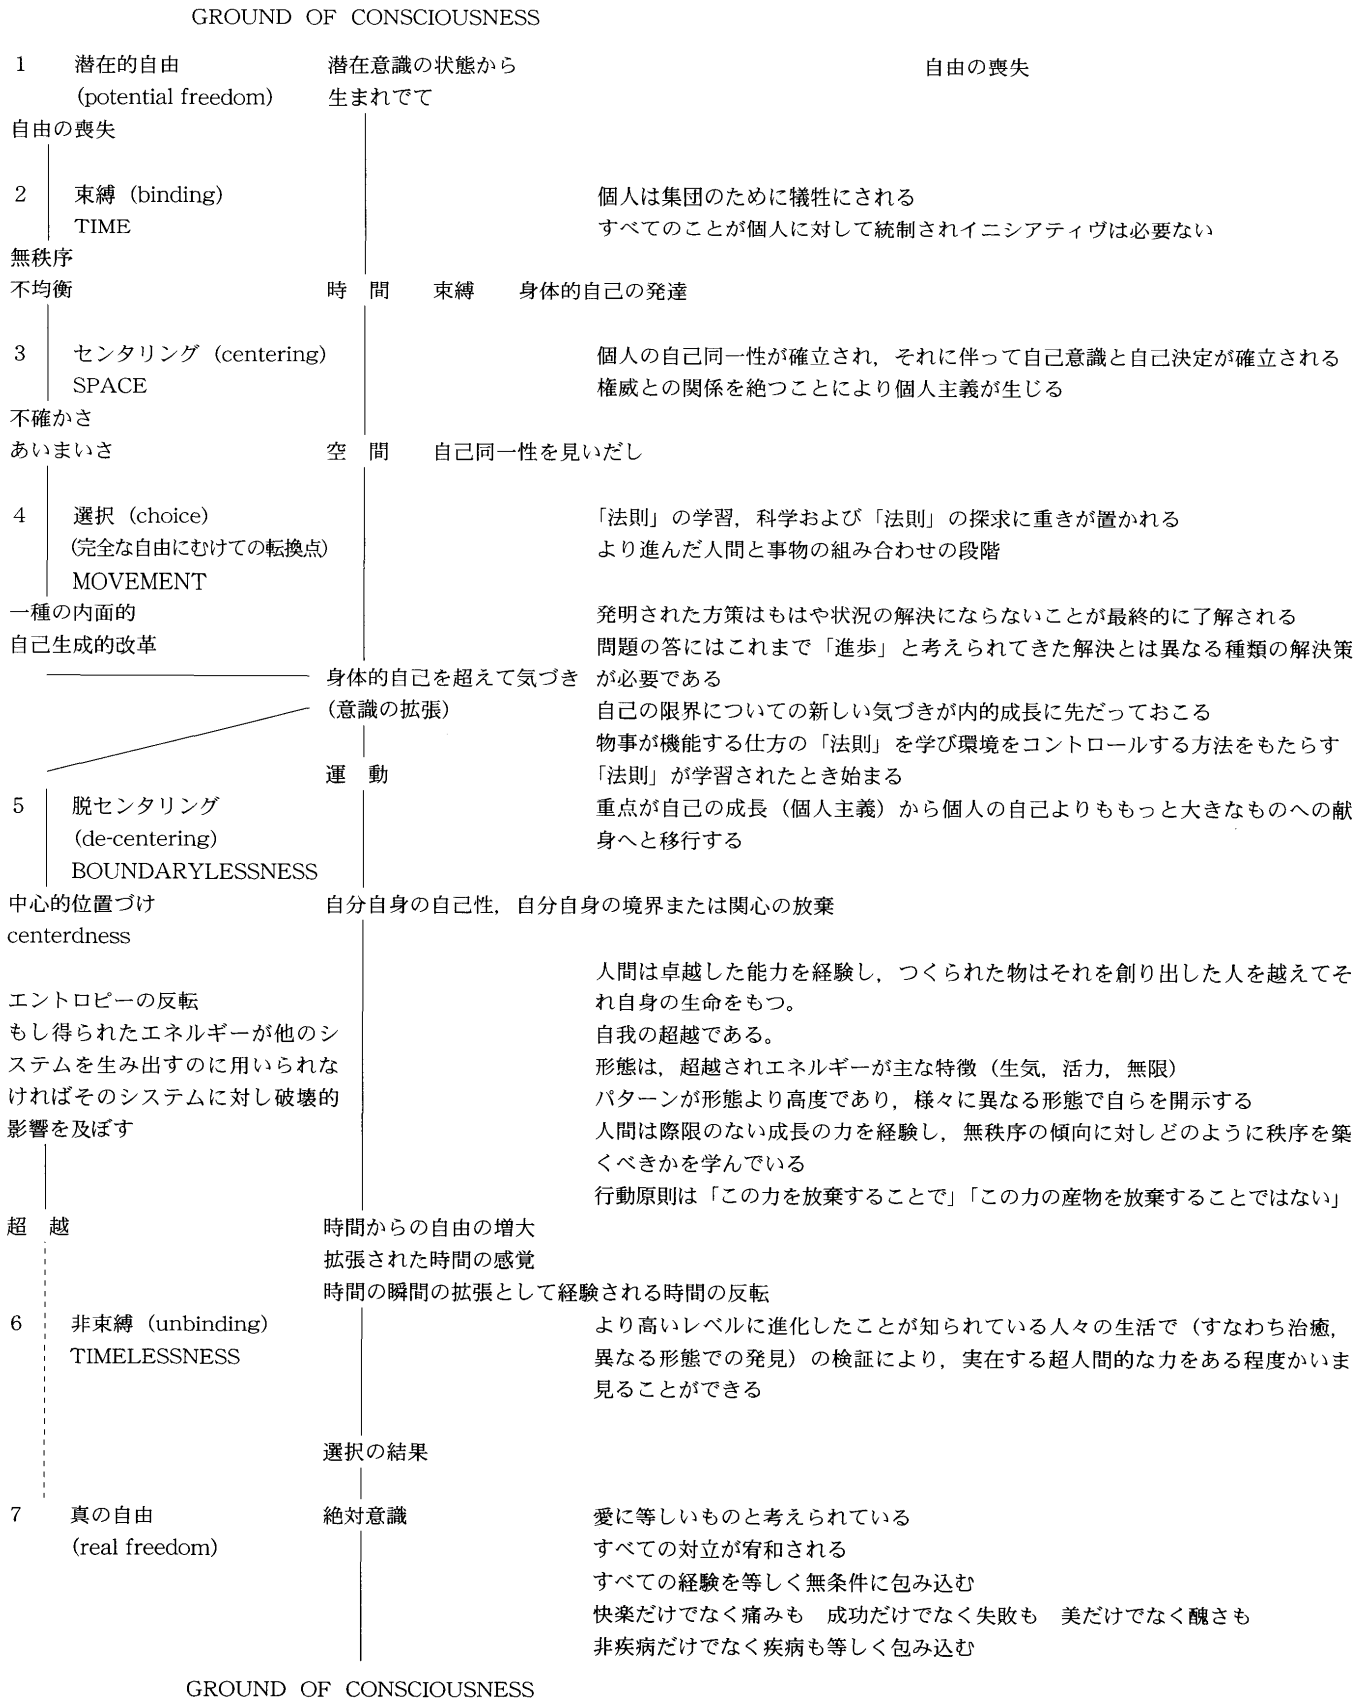 GROUND OF CONSCIOUSNESS
1 潜在的自由 潜在意識の状態から 自由の喪失
(potential freedom) 生まれでて
自由の喪失
2 束縛 (binding) 個人は集団のために犠牲にされる
TIME すべてのことが個人に対して統制されイニシアティヴは必要ない
無秩序
不均衡 時 間 束縛 身体的自己の発達
3 センタリング (centering) 個人の自己同一性が確立され，それに伴って自己意識と自己決定が確立される
SPACE 権威との関係を絶つことにより個人主義が生じる
不確かさ
あいまいさ 空 間 自己同一性を見いだし
4 選択 (choice) 「法則」の学習，科学および「法則」の探求に重きが置かれる
(完全な自由にむけての転換点) より進んだ人間と事物の組み合わせの段階
MOVEMENT
一種の内面的 発明された方策はもはや状況の解決にならないことが最終的に了解される
自己生成的改革 問題の答にはこれまで「進歩」と考えられてきた解決とは異なる種類の解決策
身体的自己を超えて気づき が必要である
(意識の拡張) 自己の限界についての新しい気づきが内的成長に先だっておこる
物事が機能する仕方の「法則」を学び環境をコントロールする方法をもたらす
運 動 「法則」が学習されたとき始まる
5 脱センタリング 重点が自己の成長（個人主義）から個人の自己よりももっと大きなものへの献
(de-centering) 身へと移行する
BOUNDARYLESSNESS
中心的位置づけ 自分自身の自己性，自分自身の境界または関心の放棄
centerdness
人間は卓越した能力を経験し，つくられた物はそれを創り出した人を越えてそ
エントロピーの反転 れ自身の生命をもつ。
もし得られたエネルギーが他のシ 自我の超越である。
ステムを生み出すのに用いられな 形態は，超越されエネルギーが主な特徴（生気，活力，無限）
ければそのシステムに対し破壊的 パターンが形態より高度であり，様々に異なる形態で自らを開示する
影響を及ぼす 人間は際限のない成長の力を経験し，無秩序の傾向に対しどのように秩序を築
くべきかを学んでいる
行動原則は「この力を放棄することで」「この力の産物を放棄することではない」
超 越 時間からの自由の増大
拡張された時間の感覚
時間の瞬間の拡張として経験される時間の反転
6 非束縛 (unbinding) より高いレベルに進化したことが知られている人々の生活で（すなわち治癒，
TIMELESSNESS 異なる形態での発見）の検証により，実在する超人間的な力をある程度かいま
見ることができる
選択の結果
7 真の自由 絶対意識 愛に等しいものと考えられている
(real freedom) すべての対立が宥和される
すべての経験を等しく無条件に包み込む
快楽だけでなく痛みも 成功だけでなく失敗も 美だけでなく醜さも
非疾病だけでなく疾病も等しく包み込む
GROUND OF CONSCIOUSNESS